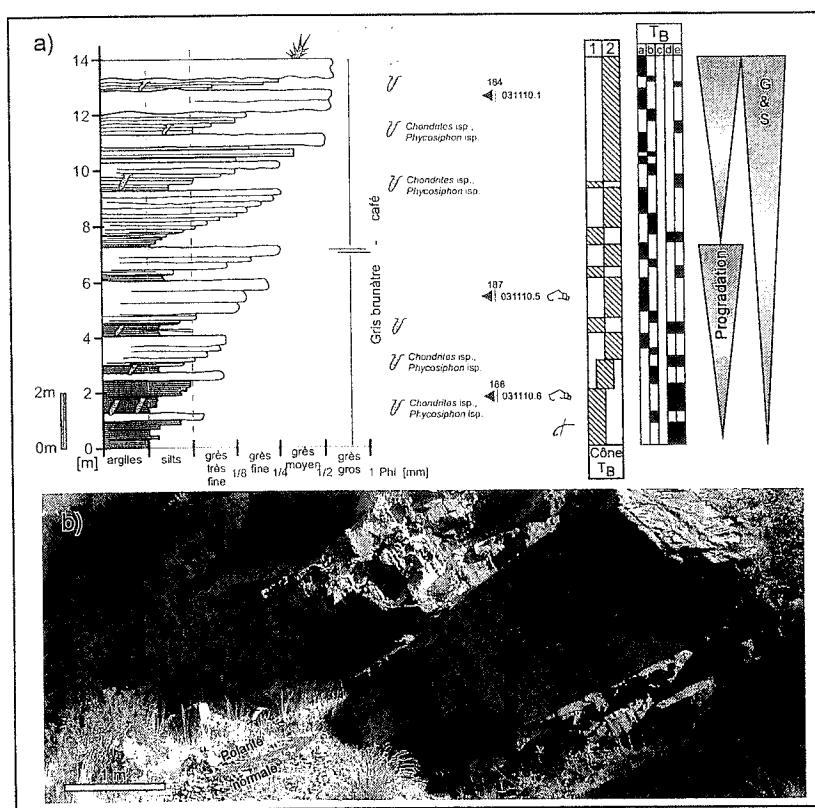 a)
14
12
10
8
6
4
2
0
[m]
2m
0m
argiles
silts
grès
très
fine
1/8
grès
fine
1/4
grès
moyen
1/2
grès
gros
1 Phi [mm]
Gris brunâtre - café
184
031110.1
Chondrites isp.,
Phycosiphon isp.
Chondrites isp.,
Phycosiphon isp.
187
031110.5
Chondrites isp.,
Phycosiphon isp.
186
Chondrites isp.,
031110.6
Phycosiphon isp.
1 2
Cône
TB
TB
a b c d e
Progradation
G & S
b)
Polarité
normale
1 m